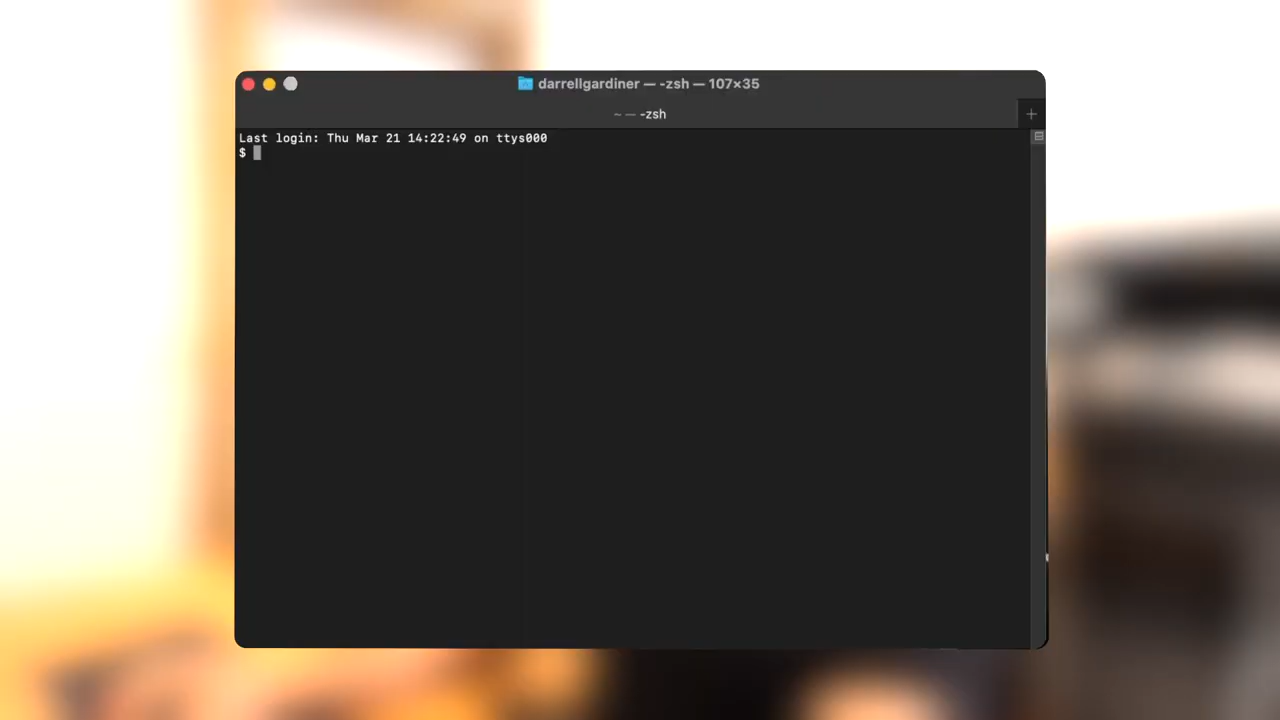 darrellgardiner — -zsh — 107×35
~ — -zsh
Last login: Thu Mar 21 14:22:49 on ttys000
$